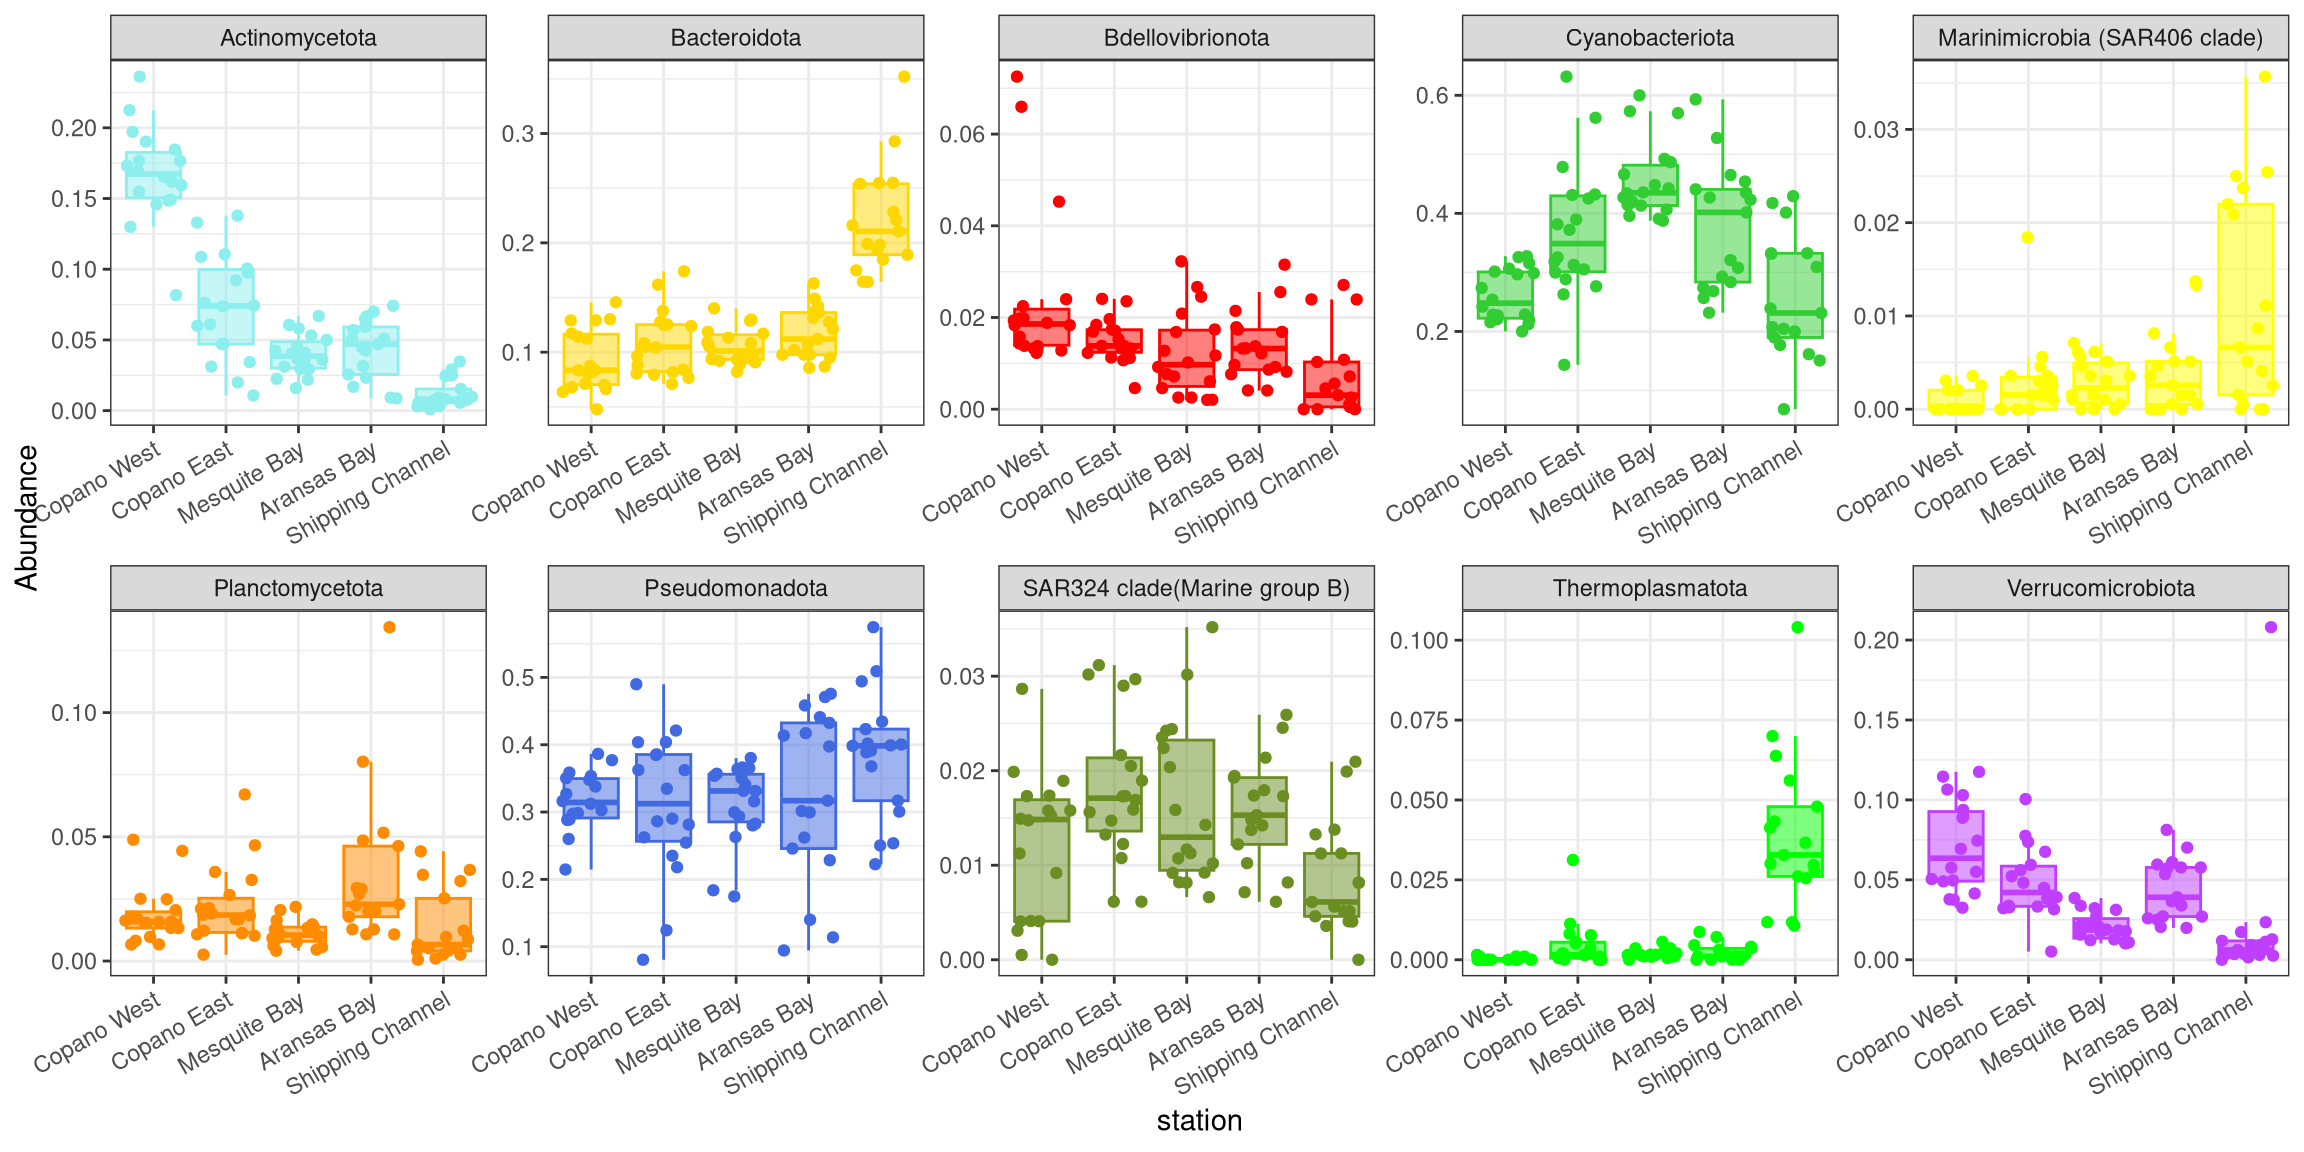 Actinomycetota
Bacteroidota
Bdellovibrionota
Cyanobacteriota
Marinimicrobia (SAR406 clade)
0.20
0.15
0.10
0.05
0.00
0.3
0.2
0.1
0.06
0.04
0.02
0.00
0.6
0.4
0.2
0.03
0.02
0.01
0.00
Copano West
Copano East
Mesquite Bay
Aransas Bay
Shipping Channel
Copano West
Copano East
Mesquite Bay
Aransas Bay
Shipping Channel
Copano West
Copano East
Mesquite Bay
Aransas Bay
Shipping Channel
Copano West
Copano East
Mesquite Bay
Aransas Bay
Shipping Channel
Copano West
Copano East
Mesquite Bay
Aransas Bay
Shipping Channel
Abundance
Planctomycetota
Pseudomonadota
SAR324 clade(Marine group B)
Thermoplasmatota
Verrucomicrobiota
0.10
0.05
0.00
0.5
0.4
0.3
0.2
0.1
0.03
0.02
0.01
0.00
0.100
0.075
0.050
0.025
0.000
0.20
0.15
0.10
0.05
0.00
Copano West
Copano East
Mesquite Bay
Aransas Bay
Shipping Channel
Copano West
Copano East
Mesquite Bay
Aransas Bay
Shipping Channel
Copano West
Copano East
Mesquite Bay
Aransas Bay
Shipping Channel
Copano West
Copano East
Mesquite Bay
Aransas Bay
Shipping Channel
Copano West
Copano East
Mesquite Bay
Aransas Bay
Shipping Channel
station